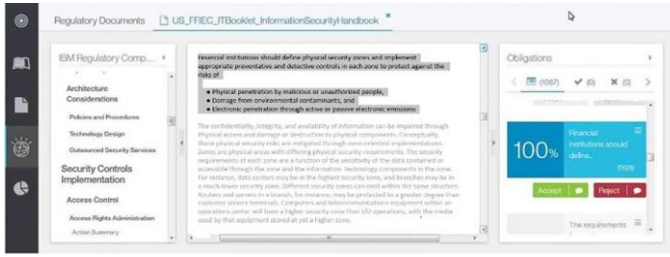 Regulatory Documents US_FFIEC_ITBooklet_InformationSecurityHandbook
IBM Regulatory Comp...
Architecture
Considerations
Policies and Procedures
Technology Design
Outsourced Security Services
Security Controls
Implementation
Access Control
Access Rights Administration
Action Summary
Financial institutions should define physical security zones and implement
appropriate preventative and detective controls in each zone to protect against the
risks of
• Physical penetration by malicious or unauthorized people,
• Damage from environmental contaminants, and
• Electronic penetration through active or passive electronic emissions
The confidentiality, integrity, and availability of information can be impaired through
physical access and damage or destruction to physical components. Conceptually,
those physical security risks are mitigated through zone-oriented implementations.
Zones are physical areas with differing physical security requirements. The security
requirements of each zone are a function of the sensitivity of the data contained or
accessible through the zone and the information technology components in the zone.
For instance, data centers may be in the highest security zone, and branches may be in
a much lower security zone. Different security zones can exist within the same structure.
Routers and servers in a branch, for instance, may be protected to a greater degree than
customer service terminals. Computers and telecommunications equipment within an
operations center will have a higher security zone than I/O operations, with the media
used by that equipment stored at yet a higher zone.
Obligations
(1067) (0) (0)
100%
Financial
institutions should
define...
more
Accept Reject
The requirements